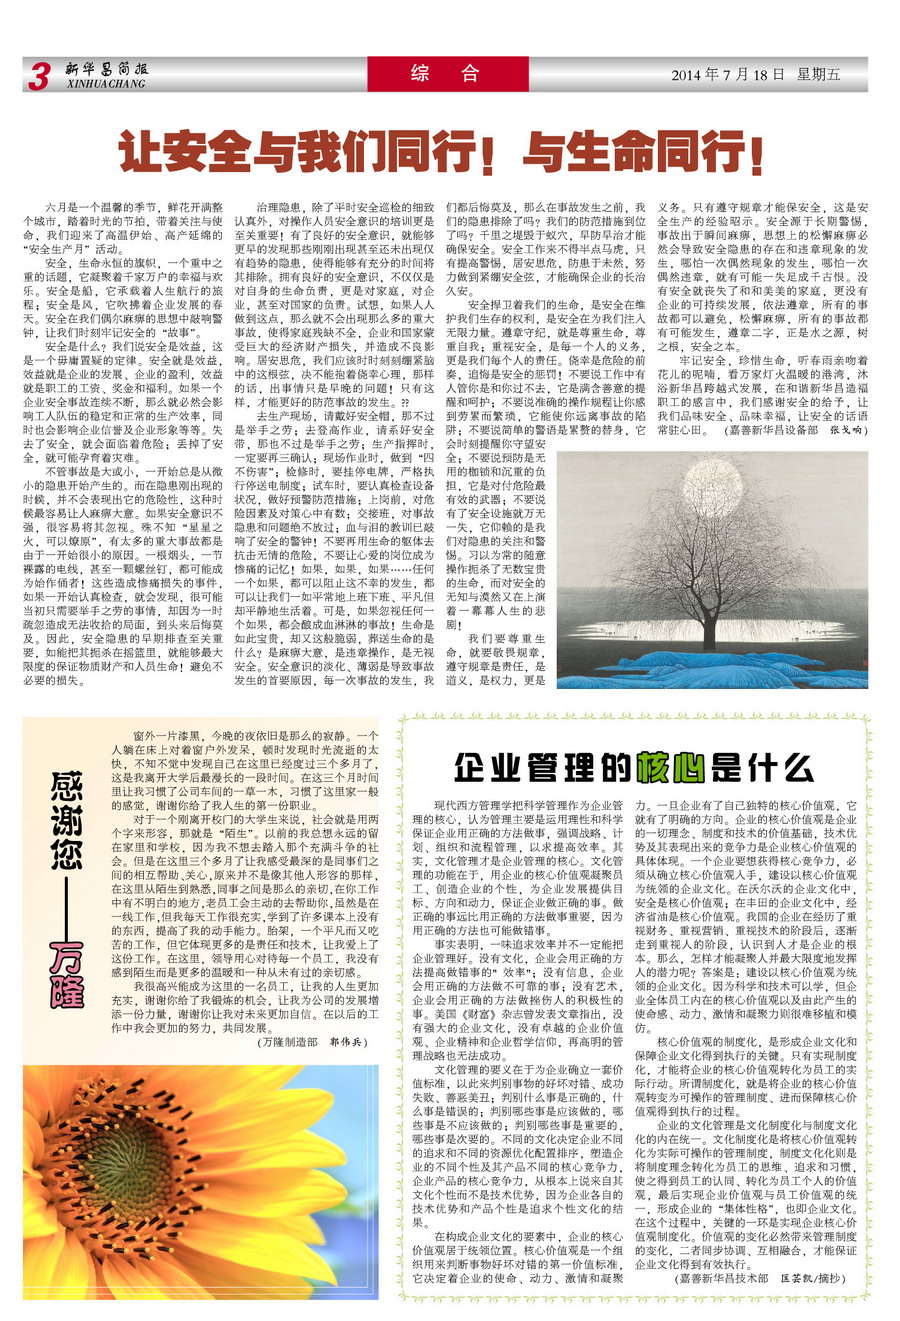 3 新华昌简报
XINHUACHANG
综 合
2014年7月18日 星期五
让安全与我们同行！与生命同行！
六月是一个温馨的季节，鲜花开满整
个城市，踏着时光的节拍，带着关注与使
命，我们迎来了高温伊始、高产延绵的
“安全生产月”活动。
安全，生命永恒的旗帜，一个重中之
重的话题，它凝聚着千家万户的幸福与欢
乐。安全是船，它承载着人生航行的旅
程；安全是风，它吹拂着企业发展的春
天。安全在我们偶尔麻痹的思想中敲响警
钟，让我们时刻牢记安全的“故事”。
安全是什么？我们说安全是效益，这
是一个毋庸置疑的定律。安全就是效益，
效益就是企业的发展、企业的盈利，效益
就是职工的工资、奖金和福利。如果一个
企业安全事故连续不断，那么就必然会影
响工人队伍的稳定和正常的生产效率，同
时也会影响企业信誉及企业形象等等。失
去了安全，就会面临着危险；丢掉了安
全，就可能孕育着灾难。
不管事故是大或小，一开始总是从微
小的隐患开始产生的。而在隐患刚出现的
时候，并不会表现出它的危险性，这种时
候最容易让人麻痹大意。如果安全意识不
强，很容易将其忽视。殊不知“星星之
火，可以燎原”，有太多的重大事故都是
由于一开始很小的原因。一根烟头，一节
裸露的电线，甚至一颗螺丝钉，都可能成
为始作俑者！这些造成惨痛损失的事件，
如果一开始认真检查，就会发现，很可能
当初只需要举手之劳的事情，却因为一时
疏忽造成无法收拾的局面，到头来后悔莫
及。因此，安全隐患的早期排查至关重
要，如能把其扼杀在摇篮里，就能够最大
限度的保证物质财产和人员生命！避免不
必要的损失。
治理隐患，除了平时安全巡检的细致
认真外，对操作人员安全意识的培训更是
至关重要！有了良好的安全意识，就能够
更早的发现那些刚刚出现甚至还未出现仅
有趋势的隐患，使得能够有充分的时间将
其排除。拥有良好的安全意识，不仅仅是
对自身的生命负责，更是对家庭，对企
业，甚至对国家的负责。试想，如果人人
做到这点，那么就不会出现那么多的重大
事故，使得家庭残缺不全，企业和国家蒙
受巨大的经济财产损失，并造成不良影
响。居安思危，我们应该时时刻刻绷紧脑
中的这根弦，决不能抱着侥幸心理，那样
的话，出事情只是早晚的问题！只有这
样，才能更好的防范事故的发生。??
去生产现场，请戴好安全帽，那不过
是举手之劳；去登高作业，请系好安全
带，那也不过是举手之劳；生产指挥时，
一定要再三确认；现场作业时，做到“四
不伤害”；检修时，要挂停电牌，严格执
行停送电制度；试车时，要认真检查设备
状况，做好预警防范措施；上岗前，对危
险因素及对策心中有数；交接班，对事故
隐患和问题绝不放过；血与泪的教训已敲
响了安全的警钟！不要再用生命的躯体去
抗击无情的危险，不要让心爱的岗位成为
惨痛的记忆！如果，如果，如果……任何
一个如果，都可以阻止这不幸的发生，都
可以让我们一如平常地上班下班、平凡但
却平静地生活着。可是，如果忽视任何一
个如果，都会酿成血淋淋的事故！生命是
如此宝贵，却又这般脆弱，葬送生命的是
什么？是麻痹大意，是违章操作，是无视
安全。安全意识的淡化、薄弱是导致事故
发生的首要原因，每一次事故的发生，我
们都后悔莫及，那么在事故发生之前，我
们的隐患排除了吗？我们的防范措施到位
了吗？千里之堤毁于蚁穴，早防早治才能
确保安全。安全工作来不得半点马虎，只
有提高警惕，居安思危，防患于未然，努
力做到紧绷安全弦，才能确保企业的长治
久安。
安全捍卫着我们的生命，是安全在维
护我们生存的权利，是安全在为我们注入
无限力量。遵章守纪，就是尊重生命，尊
重自我；重视安全，是每一个人的义务，
更是我们每个人的责任。侥幸是危险的前
奏，追悔是安全的惩罚！不要说工作中有
人管你是和你过不去，它是满含善意的提
醒和呵护；不要说准确的操作规程让你感
到劳累而繁琐，它能使你远离事故的陷
阱；不要说简单的警语是累赘的替身，它
会时刻提醒你守望安
全；不要说预防是无
用的枷锁和沉重的负
担，它是对付危险最
有效的武器；不要说
有了安全设施就万无
一失，它仰赖的是我
们对隐患的关注和警
惕。习以为常的随意
操作扼杀了无数宝贵
的生命，而对安全的
无知与漠然又在上演
着一幕幕人生的悲
剧！
我们要尊重生
命，就要敬畏规章，
遵守规章是责任，是
道义，是权力，更是
义务。只有遵守规章才能保安全，这是安
全生产的经验昭示。安全源于长期警惕，
事故出于瞬间麻痹，思想上的松懈麻痹必
然会导致安全隐患的存在和违章现象的发
生，哪怕一次偶然现象的发生，哪怕一次
偶然违章，就有可能一失足成千古恨。没
有安全就丧失了和和美美的家庭，更没有
企业的可持续发展，依法遵章，所有的事
故都可以避免，松懈麻痹，所有的事故都
有可能发生，遵章二字，正是水之源，树
之根，安全之本。
牢记安全，珍惜生命，听春雨亲吻着
花儿的呢喃，看万家灯火温暖的港湾，沐
浴新华昌跨越式发展，在和谐新华昌造福
职工的感言中，我们感谢安全的给予，让
我们品味安全、品味幸福，让安全的话语
常驻心田。 （嘉善新华昌设备部 张戈响）
感谢您——万隆
窗外一片漆黑，今晚的夜依旧是那么的寂静。一个
人躺在床上对着窗户外发呆，顿时发现时光流逝的太
快，不知不觉中发现自己在这里已经度过三个多月了，
这是我离开大学后最漫长的一段时间。在这三个月时间
里让我习惯了公司车间的一草一木，习惯了这里家一般
的感觉，谢谢你给了我人生的第一份职业。
对于一个刚离开校门的大学生来说，社会就是用两
个字来形容，那就是“陌生”。以前的我总想永远的留
在家里和学校，因为我不想去踏人那个充满斗争的社
会。但是在这里三个多月了让我感受最深的是同事们之
间的相互帮助、关心，原来并不是像其他人形容的那样，
在这里从陌生到熟悉，同事之间是那么的亲切，在你工作
中有不明白的地方，老员工会主动的去帮助你，虽然是在
一线工作，但我每天工作很充实，学到了许多课本上没有
的东西，提高了我的动手能力。胎架，一个平凡而又吃
苦的工作，但它体现更多的是责任和技术，让我爱上了
这份工作。在这里，领导用心对待每一个员工，我没有
感到陌生而是更多的温暖和一种从未有过的亲切感。
我很高兴能成为这里的一名员工，让我的人生更加
充实，谢谢你给了我锻炼的机会，让我为公司的发展增
添一份力量，谢谢你让我对未来更加自信。在以后的工
作中我会更加的努力，共同发展。
（万隆制造部 郭伟兵）
企业管理的核心是什么
现代西方管理学把科学管理作为企业管
理的核心，认为管理主要是运用理性和科学
保证企业用正确的方法做事，强调战略、计
划、组织和流程管理，以求提高效率。其
实，文化管理才是企业管理的核心。文化管
理的功能在于，用企业的核心价值观凝聚员
工、创造企业的个性，为企业发展提供目
标、方向和动力，保证企业做正确的事。做
正确的事远比用正确的方法做事重要，因为
用正确的方法也可能做错事。
事实表明，一味追求效率并不一定能把
企业管理好。没有文化，企业会用正确的方
法提高做错事的" 效率"；没有信息，企业
会用正确的方法做不可靠的事；没有艺术，
企业会用正确的方法做挫伤人的积极性的
事。美国《财富》杂志曾发表文章指出，没
有强大的企业文化，没有卓越的企业价值
观、企业精神和企业哲学信仰，再高明的管
理战略也无法成功。
文化管理的要义在于为企业确立一套价
值标准，以此来判别事物的好坏对错、成功
失败、善恶美丑；判别什么事是正确的，什
么事是错误的；判别哪些事是应该做的，哪
些事是不应该做的；判别哪些事是重要的，
哪些事是次要的。不同的文化决定企业不同
的追求和不同的资源优化配置排序，塑造企
业的不同个性及其产品不同的核心竞争力，
企业产品的核心竞争力，从根本上说来自其
文化个性而不是技术优势，因为企业各自的
技术优势和产品个性是追求个性文化的结
果。
在构成企业文化的要素中，企业的核心
价值观居于统领位置。核心价值观是一个组
织用来判断事物好坏对错的第一价值标准，
它决定着企业的使命、动力、激情和凝聚
力。一旦企业有了自己独特的核心价值观，它
就有了明确的方向。企业的核心价值观是企业
的一切理念、制度和技术的价值基础，技术优
势及其表现出来的竞争力是企业核心价值观的
具体体现。一个企业要想获得核心竞争力，必
须从确立核心价值观入手，建设以核心价值观
为统领的企业文化。在沃尔沃的企业文化中，
安全是核心价值观；在丰田的企业文化中，经
济省油是核心价值观。我国的企业在经历了重
视财务、重视营销、重视技术的阶段后，逐渐
走到重视人的阶段，认识到人才是企业的根
本。那么，怎样才能凝聚人并最大限度地发挥
人的潜力呢？答案是：建设以核心价值观为统
领的企业文化。因为科学和技术可以学，但企
业全体员工内在的核心价值观以及由此产生的
使命感、动力、激情和凝聚力则很难移植和模
仿。
核心价值观的制度化，是形成企业文化和
保障企业文化得到执行的关键。只有实现制度
化，才能将企业的核心价值观转化为员工的实
际行动。所谓制度化，就是将企业的核心价值
观转变为可操作的管理制度、进而保障核心价
值观得到执行的过程。
企业的文化管理是文化制度化与制度文化
化的内在统一。文化制度化是将核心价值观转
化为实际可操作的管理制度，制度文化化则是
将制度理念转化为员工的思维、追求和习惯，
使之得到员工的认同、转化为员工个人的价值
观，最后实现企业价值观与员工价值观的统
一，形成企业的“集体性格”，也即企业文化。
在这个过程中，关键的一环是实现企业核心价
值观制度化。价值观的变化必然带来管理制度
的变化，二者同步协调、互相融合，才能保证
企业文化得到有效执行。
（嘉善新华昌技术部 匡芸凯/摘抄）